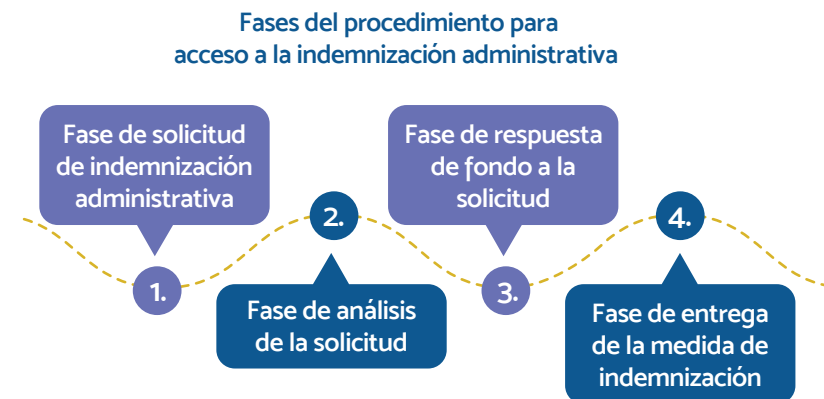 Fases del procedimiento para
acceso a la indemnización administrativa
Fase de solicitud
de indemnización
administrativa
1.
2.
Fase de análisis
de la solicitud
Fase de respuesta
de fondo a la
solicitud
3.
4.
Fase de entrega
de la medida de
indemnización